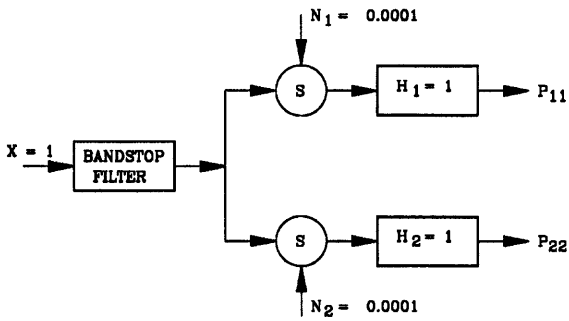 N₁ = 0.0001
S
H₁ = 1
P₁₁
X = 1
BANDSTOP
FILTER
S
H₂ = 1
P₂₂
N₂ = 0.0001